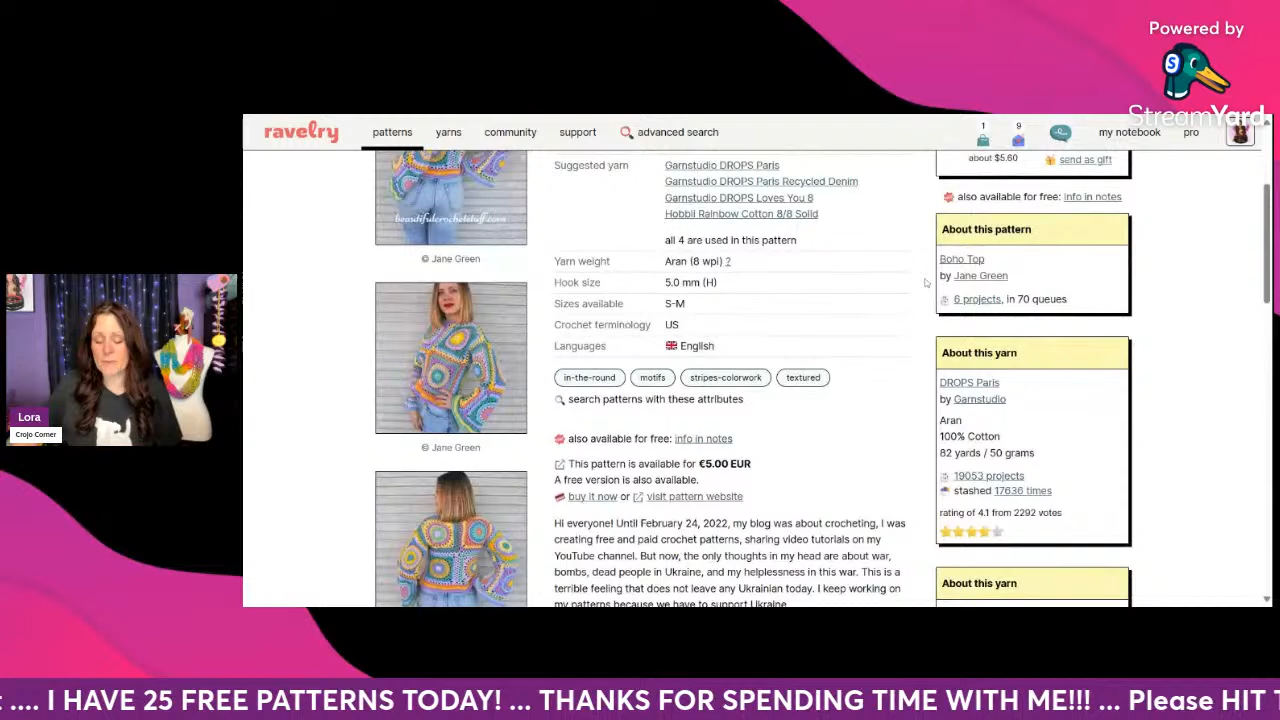 Powered by
StreamYard
ravelry
patterns
yarns
community
support
advanced search
1
9
my notebook
pro
beautifulcrochetstuff.com
© Jane Green
© Jane Green
Suggested yarn
Garnstudio DROPS Paris
Garnstudio DROPS Paris Recycled Denim
Garnstudio DROPS Loves You 8
Hobbii Rainbow Cotton 8/8 Solid
all 4 are used in this pattern
Yarn weight Aran (8 wpi) ?
Hook size 5.0 mm (H)
Sizes available S-M
Crochet terminology US
Languages English
in-the-round
motifs
stripes-colorwork
textured
search patterns with these attributes
also available for free: info in notes
This pattern is available for €5.00 EUR
A free version is also available.
buy it now or visit pattern website
Hi everyone! Until February 24, 2022, my blog was about crocheting, I was
creating free and paid crochet patterns, sharing video tutorials on my
YouTube channel. But now, the only thoughts in my head are about war,
bombs, dead people in Ukraine, and my helplessness in this war. This is a
terrible feeling that does not leave any Ukrainian today. I keep working on
my patterns because we have to support Ukraine
about $5.60
send as gift
also available for free: info in notes
About this pattern
Boho Top
by Jane Green
6 projects, in 70 queues
About this yarn
DROPS Paris
by Garnstudio
Aran
100% Cotton
82 yards / 50 grams
19053 projects
stashed 17636 times
rating of 4.1 from 2292 votes
About this yarn
Lora
Crojo Corner
.... I HAVE 25 FREE PATTERNS TODAY! ... THANKS FOR SPENDING TIME WITH ME!!! ... Please HIT